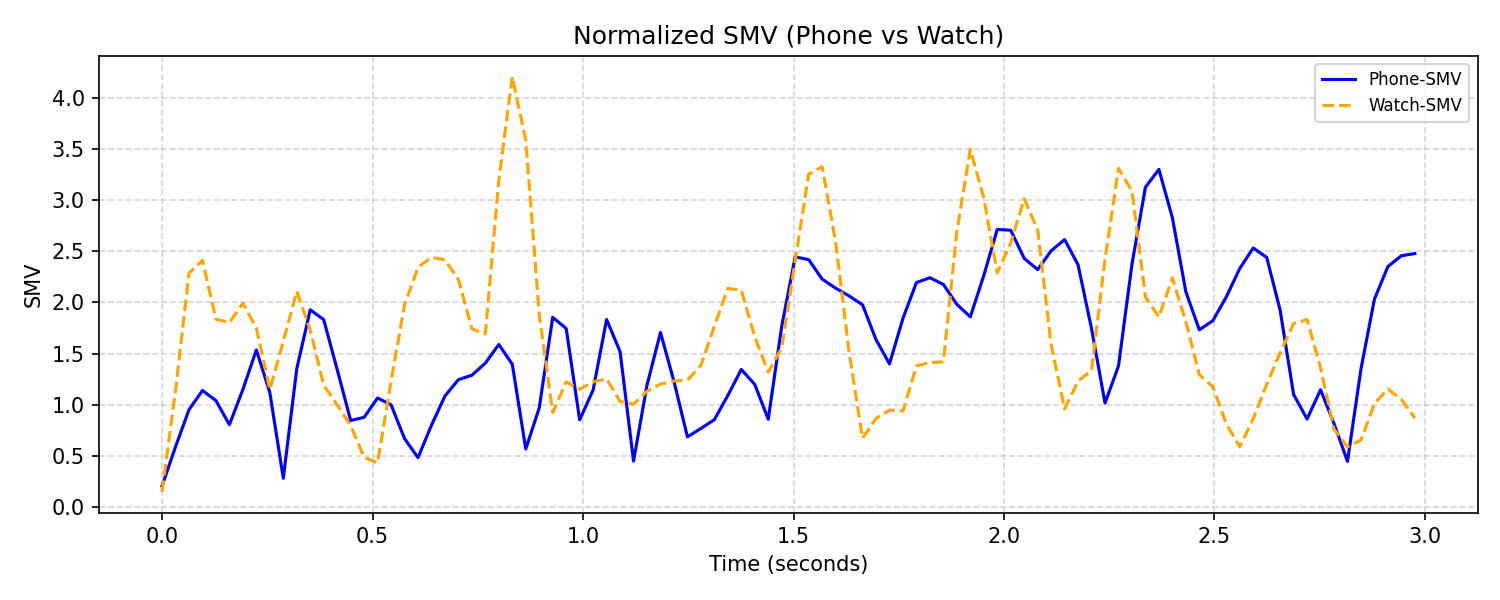 Normalized SMV (Phone vs Watch)
Phone-SMV
Watch-SMV
SMV
4.0
3.5
3.0
2.5
2.0
1.5
1.0
0.5
0.0
0.0 0.5 1.0 1.5 2.0 2.5 3.0
Time (seconds)